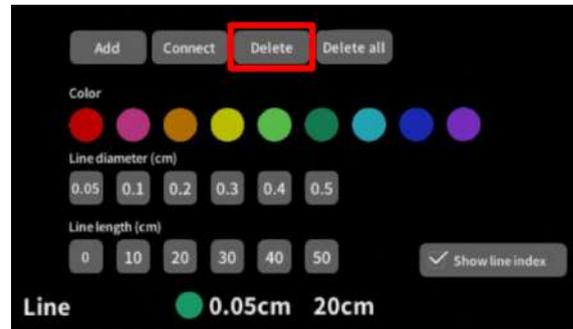 Add Connect Delete Delete all
Color
Line diameter (cm)
0.05 0.1 0.2 0.3 0.4 0.5
Line length (cm)
0 10 20 30 40 50
Show line index
Line 0.05cm 20cm